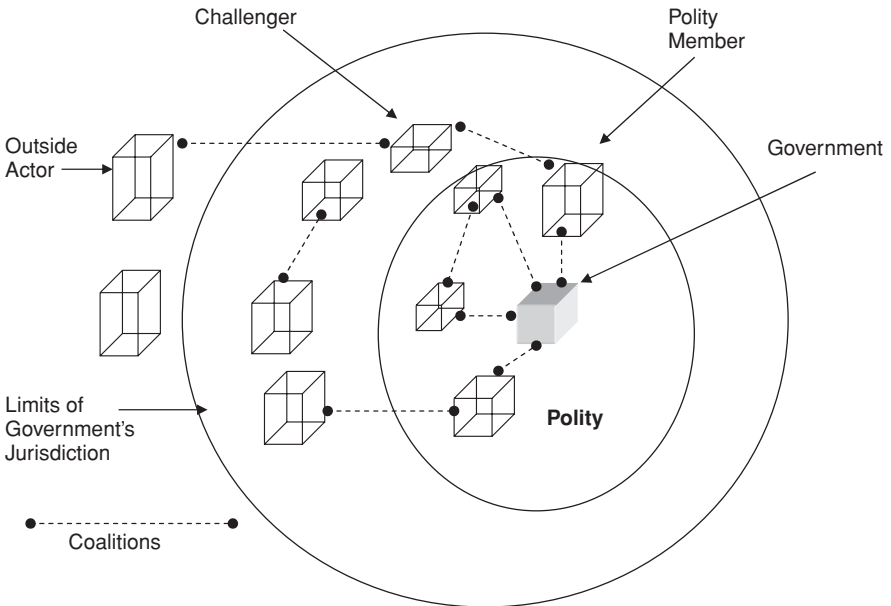 Challenger
Polity
Member
Outside
Actor
Government
Limits of
Government's
Jurisdiction
Polity
Coalitions